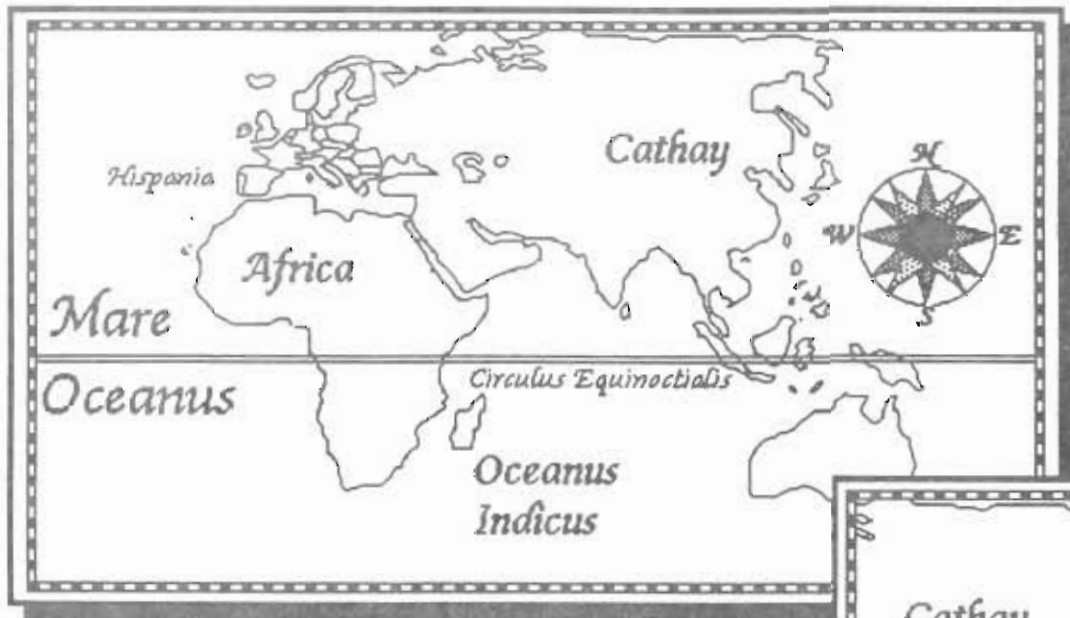 Cathay
Hispania
N
W
E
S
Africa
Mare
Oceanus
Circulus Equinoctialis
Oceanus
Indicus
Cathay